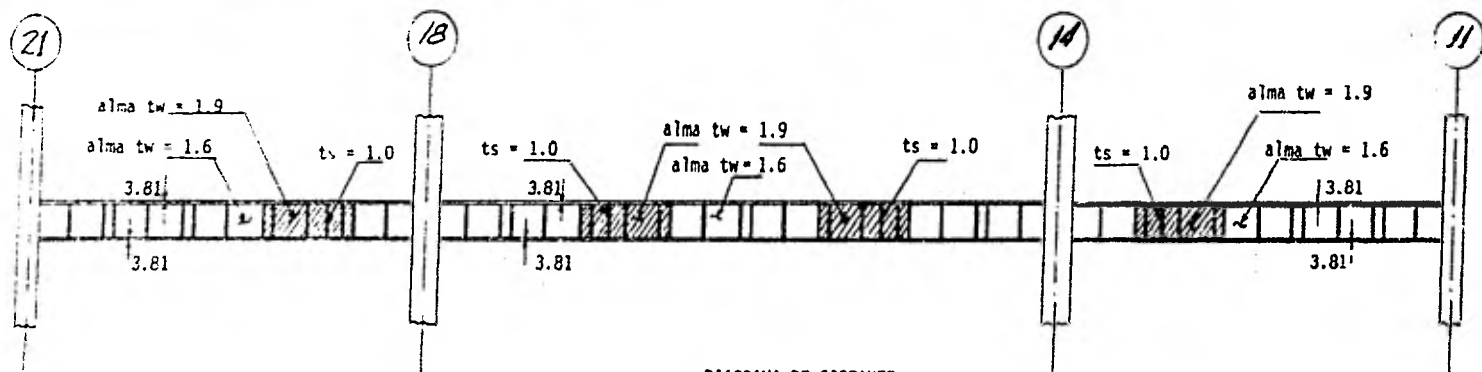 21
18
14
11
alma tw = 1.9
alma tw = 1.6
ts = 1.0
3.81
3.81
ts = 1.0
3.81
3.81
alma tw = 1.9
alma tw = 1.6
ts = 1.0
ts = 1.0
alma tw = 1.9
alma tw = 1.6
3.81
3.81